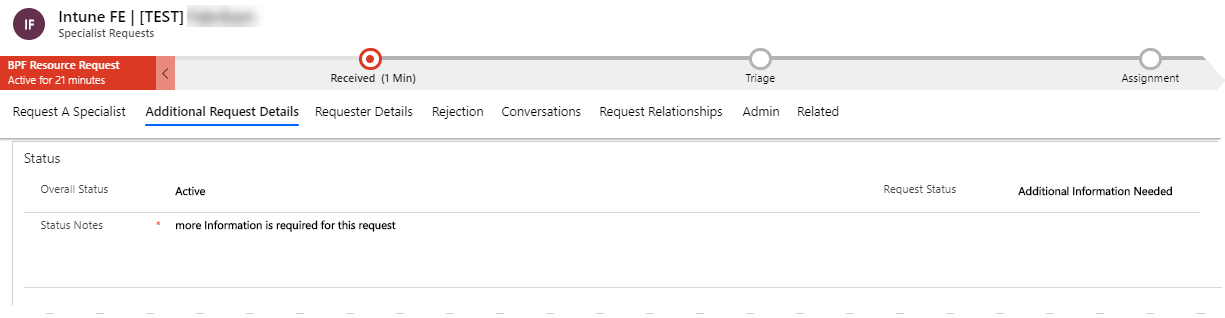 IF
Intune FE | [TEST]
Specialist Requests
BPF Resource Request
Active for 21 minutes
Received (1 Min)
Triage
Assignment
Request A Specialist
Additional Request Details
Requester Details
Rejection
Conversations
Request Relationships
Admin
Related
Status
Overall Status
Active
Request Status
Additional Information Needed
Status Notes
*
more Information is required for this request